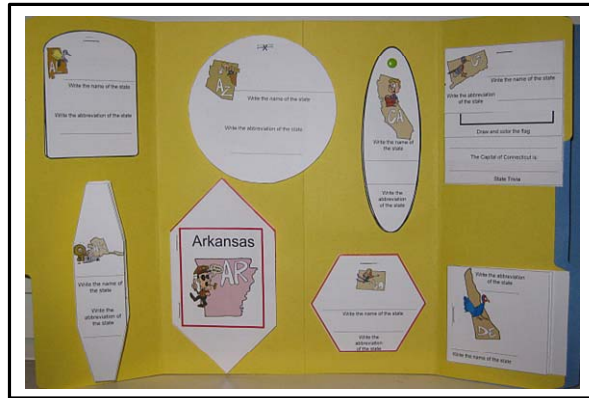 AL
Write the name of the state
Write the abbreviation of the state
AZ
Write the name of the state
Write the abbreviation of the state
CA
Write the name of
the state
Write the
abbreviation
of the state
Write the name of the state
Write the abbreviation
of the state
Draw and color the flag
The Capital of Connecticut is:
State Trivia
Write the name of
the state
Write the
abbreviation of
the state
Arkansas
AR
Write the name of the state
Write the
abbreviation
of the state
Write the abbreviation
of the state
DE
Write the name of the state